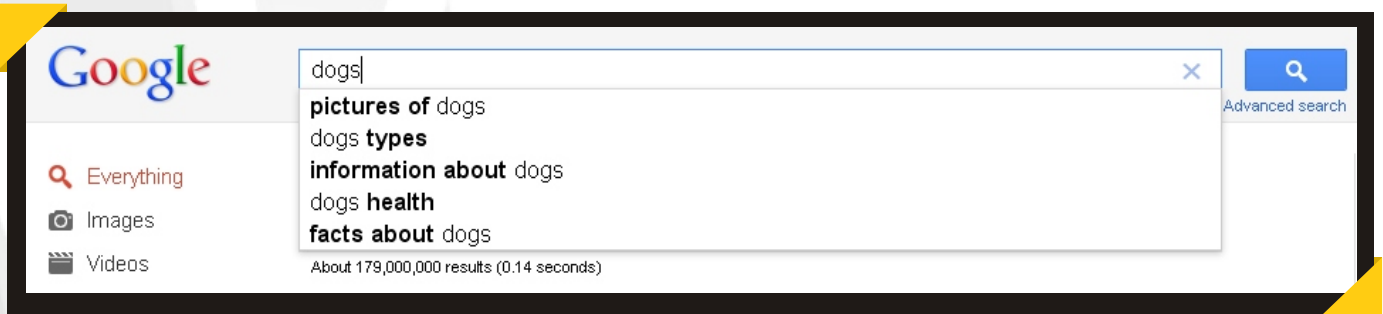 Google
dogs
Advanced search
pictures of dogs
dogs types
information about dogs
dogs health
facts about dogs
Everything
Images
Videos
About 179,000,000 results (0.14 seconds)